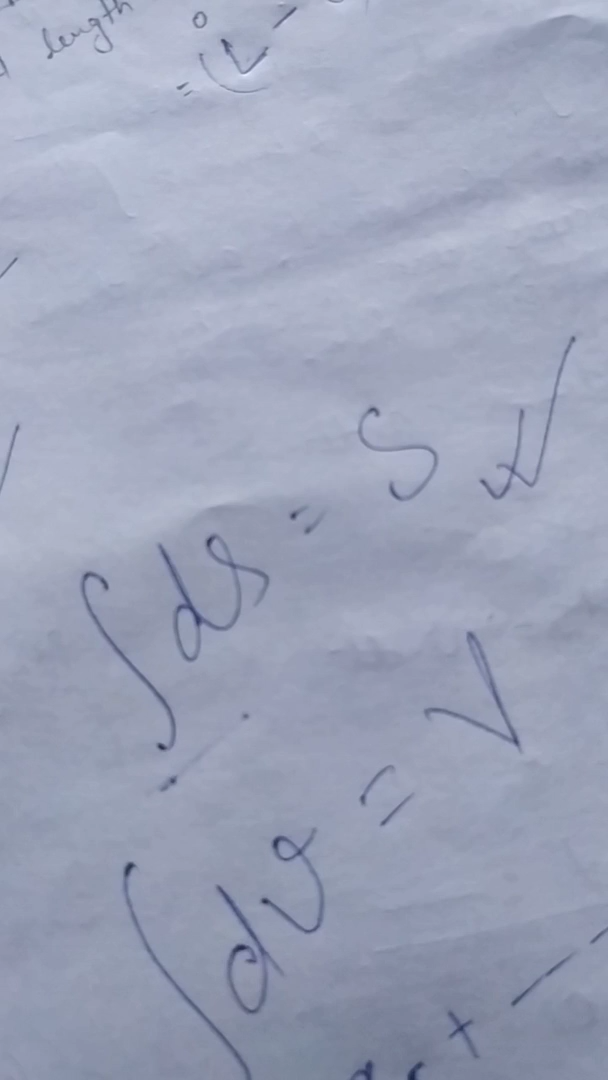 length
= (L -
∫ds = S
∫dv = V
+